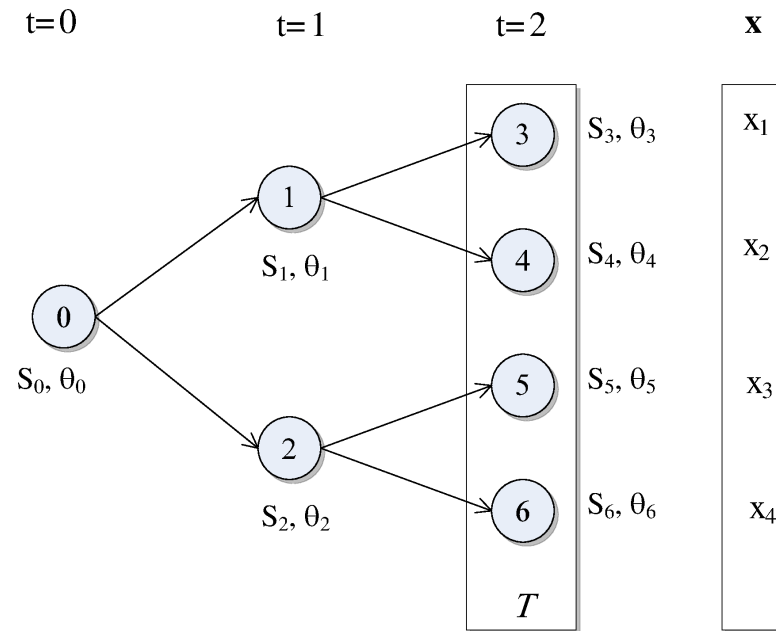 t=0 t=1 t=2 x
3 S₃, θ₃ x₁
1
S₁, θ₁
4 S₄, θ₄ x₂
0
S₀, θ₀
5 S₅, θ₅ x₃
2
S₂, θ₂
6 S₆, θ₆ x₄
T